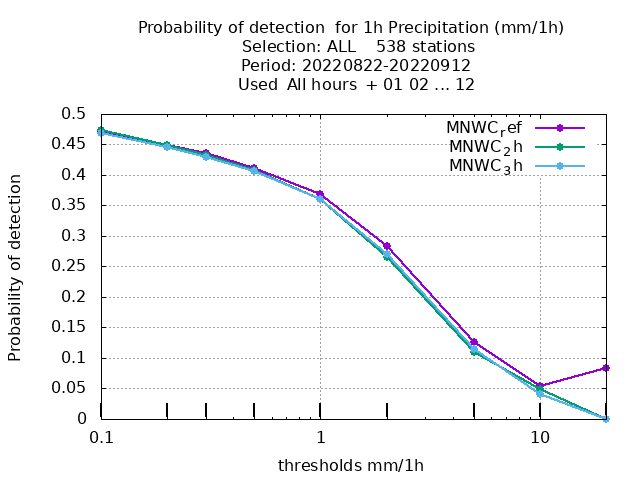 Probability of detection  for 1h Precipitation (mm/1h)
Selection: ALL    538 stations
Period: 20220822-20220912
Used  All hours  + 01 02 ... 12
0.5
0.45
0.4
0.35
0.3
0.25
0.2
0.15
0.1
0.05
0
Probability of detection
MNWC_ref
MNWC_2h
MNWC_3h
0.1
1
10
thresholds mm/1h